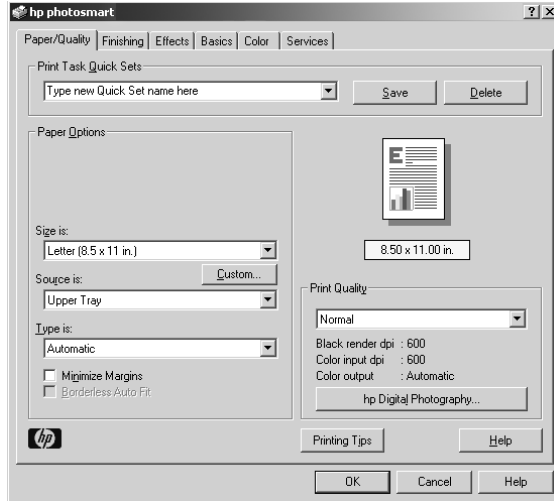 hp photosmart
Paper/Quality Finishing Effects Basics Color Services
Print Task Quick Sets
Type new Quick Set name here
Save Delete
Paper Options
E
Size is:
Letter (8.5 x 11 in.)
8.50 x 11.00 in.
Custom...
Source is:
Upper Tray
Print Quality
Normal
Type is:
Automatic
Black render dpi : 600
Color input dpi : 600
Color output : Automatic
Minimize Margins
Borderless Auto Fit
hp Digital Photography...
hp
Printing Tips Help
OK Cancel Help